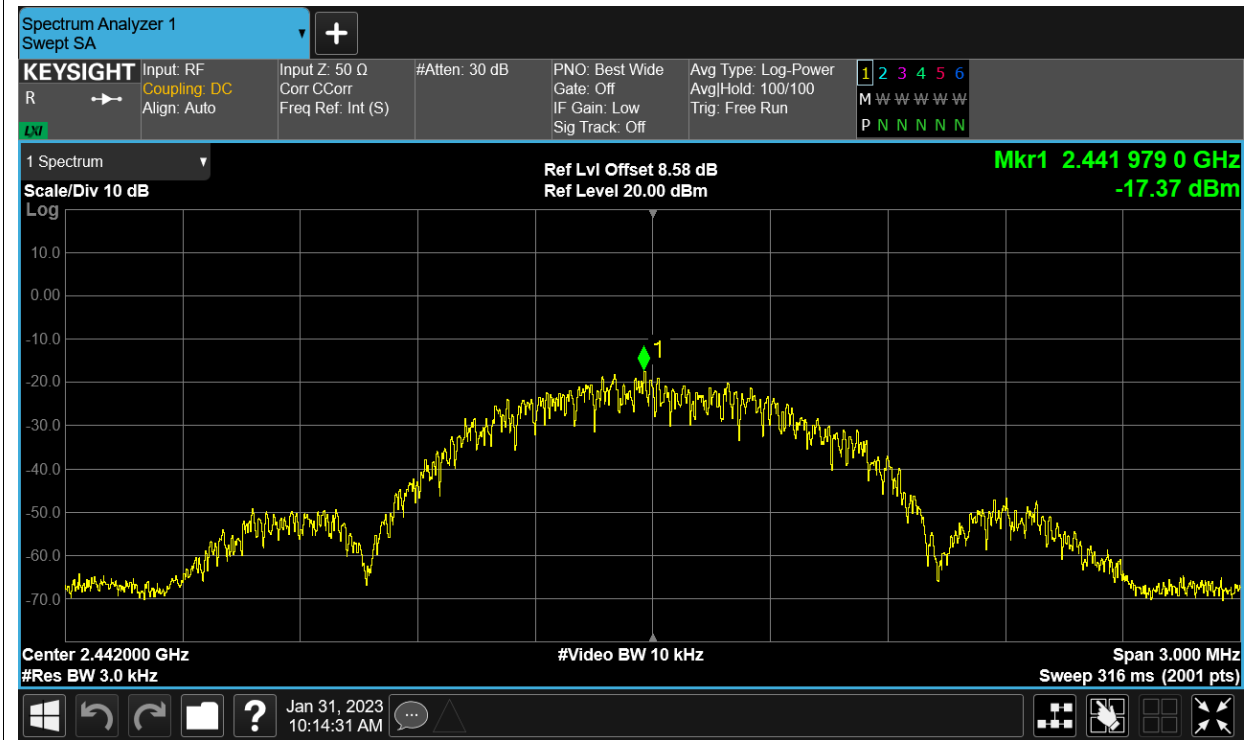 Spectrum Analyzer 1
Swept SA
KEYSIGHT
R
LXI
Input: RF
Coupling: DC
Align: Auto
Input Z: 50 Ω
Corr CCorr
Freq Ref: Int (S)
#Atten: 30 dB
PNO: Best Wide
Gate: Off
IF Gain: Low
Sig Track: Off
Avg Type: Log-Power
Avg|Hold: 100/100
Trig: Free Run
1 2 3 4 5 6
M W W W W W
P N N N N N
1 Spectrum
Scale/Div 10 dB
Ref Lvl Offset 8.58 dB
Ref Level 20.00 dBm
Mkr1 2.441 979 0 GHz
-17.37 dBm
Log
10.0
0.00
-10.0
-20.0
-30.0
-40.0
-50.0
-60.0
-70.0
1
Center 2.442000 GHz
#Res BW 3.0 kHz
#Video BW 10 kHz
Span 3.000 MHz
Sweep 316 ms (2001 pts)
?
Jan 31, 2023
10:14:31 AM